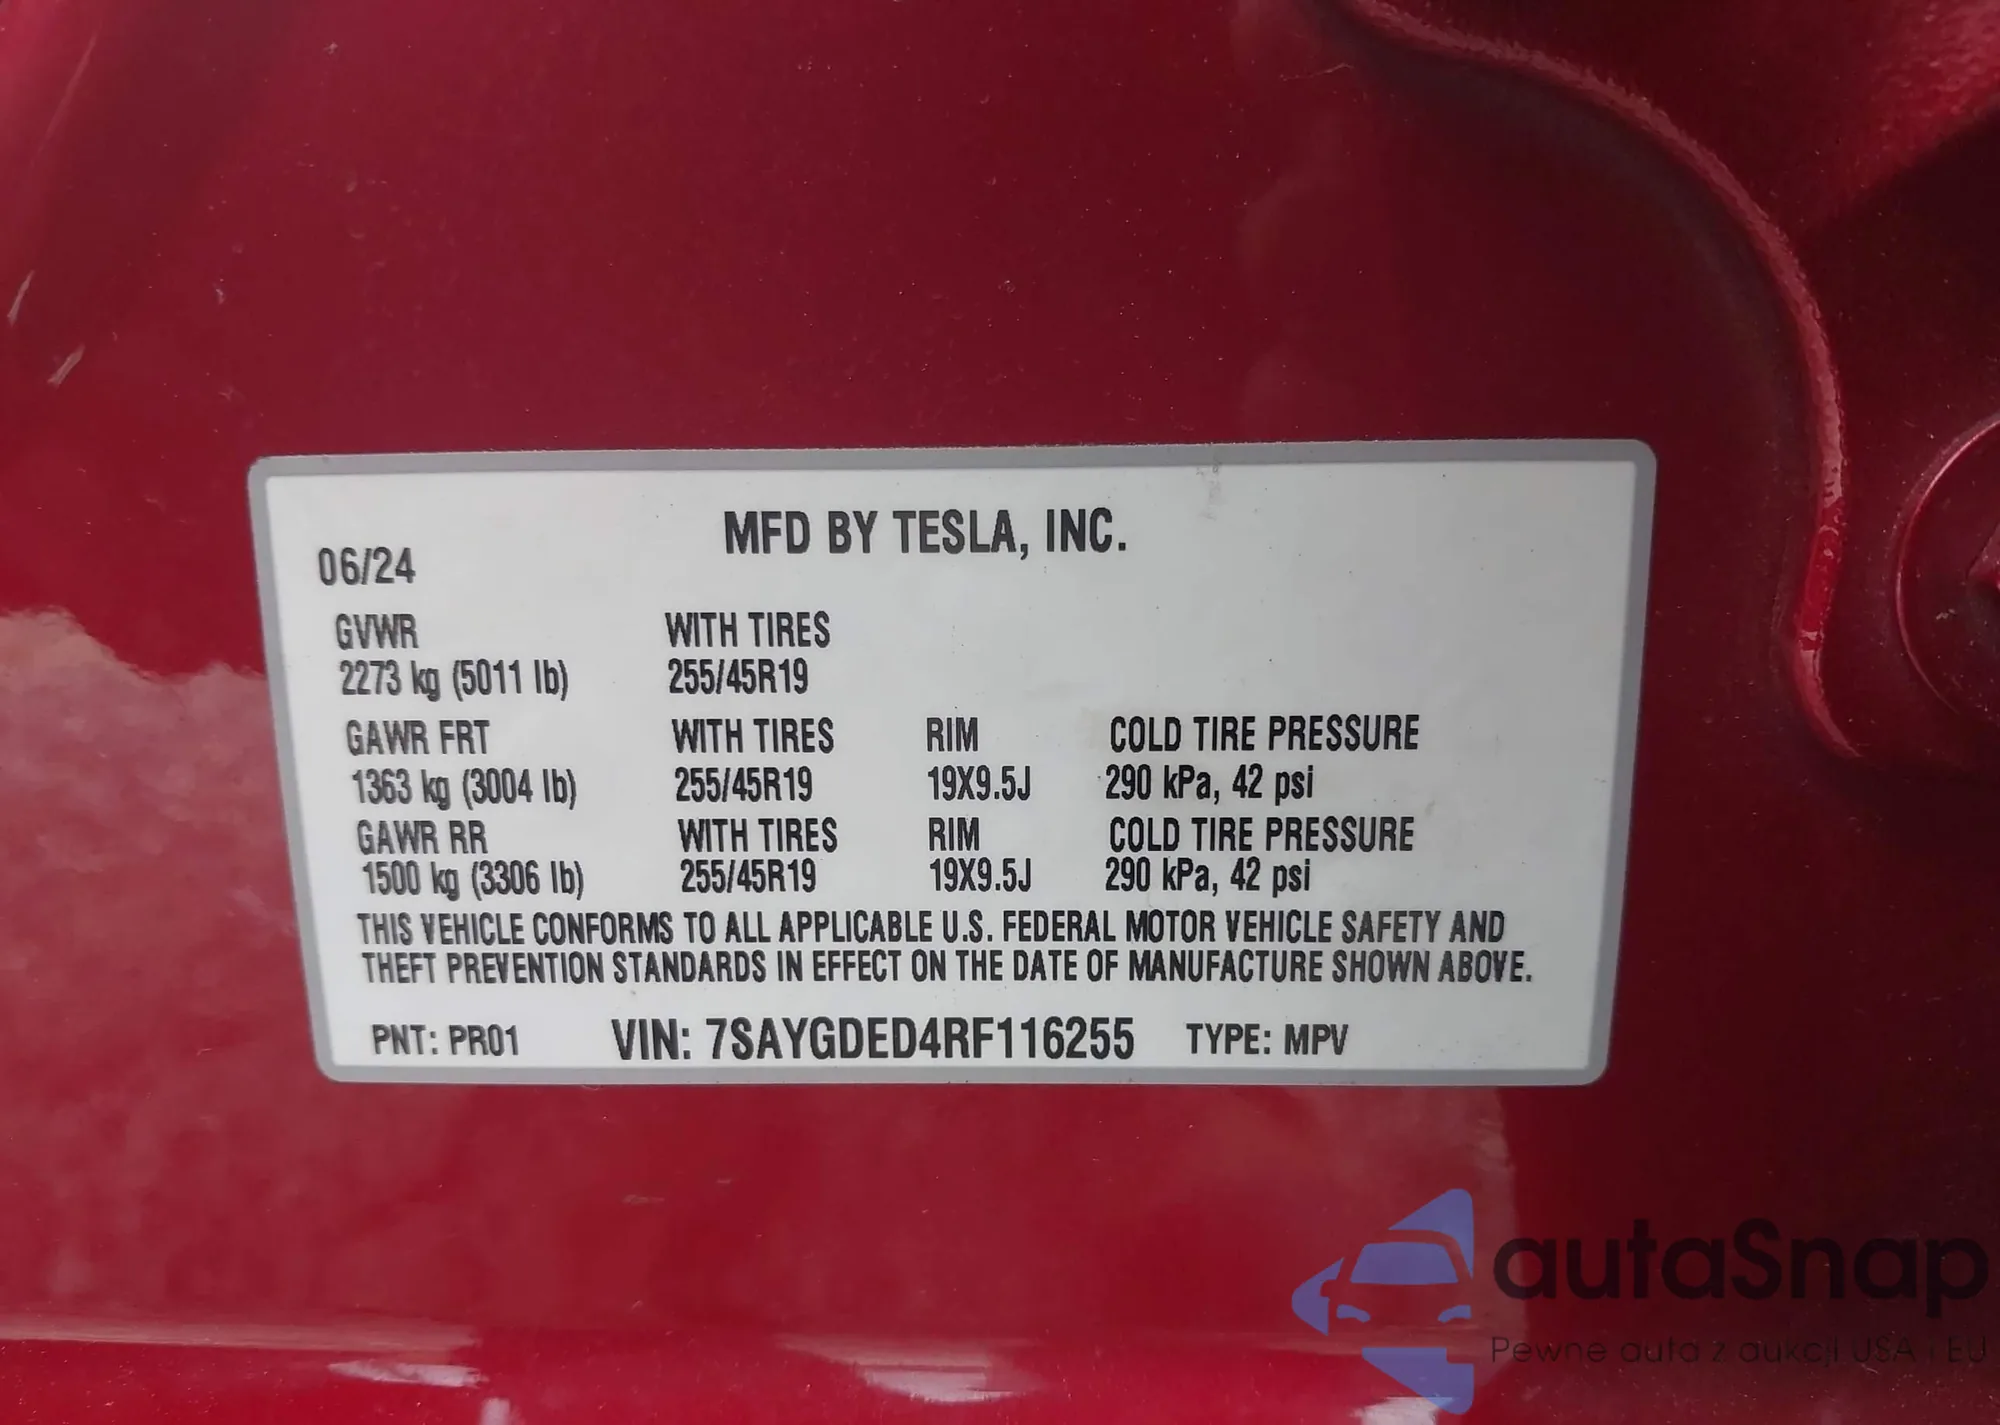 MFD BY TESLA, INC.
06/24
GVWR WITH TIRES
2273 kg (5011 lb) 255/45R19
GAWR FRT WITH TIRES RIM COLD TIRE PRESSURE
1363 kg (3004 lb) 255/45R19 19X9.5J 290 kPa, 42 psi
GAWR RR WITH TIRES RIM COLD TIRE PRESSURE
1500 kg (3306 lb) 255/45R19 19X9.5J 290 kPa, 42 psi
THIS VEHICLE CONFORMS TO ALL APPLICABLE U.S. FEDERAL MOTOR VEHICLE SAFETY AND
THEFT PREVENTION STANDARDS IN EFFECT ON THE DATE OF MANUFACTURE SHOWN ABOVE.
PNT: PR01 VIN: 7SAYGDED4RF116255 TYPE: MPV
autaSnap
Pewne auta z aukcji USA i EU